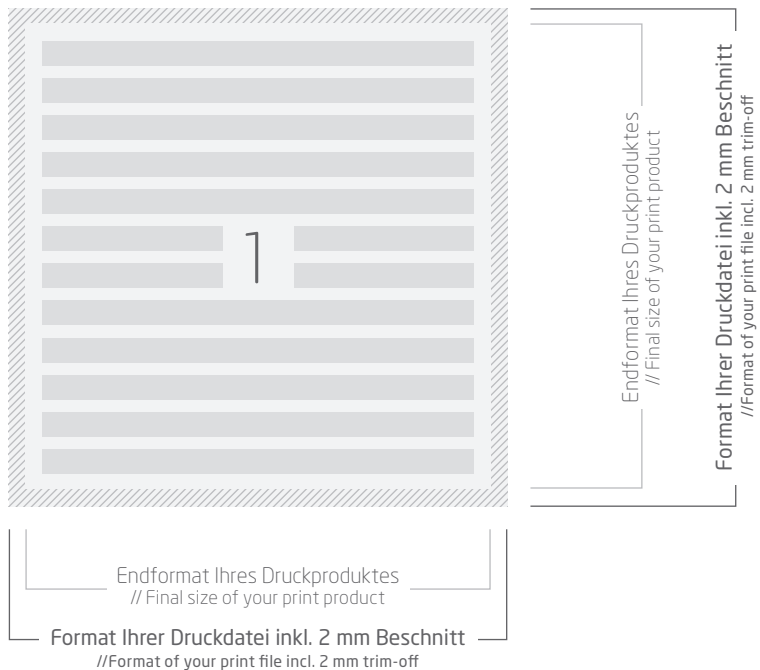 1
Endformat Ihres Druckproduktes
// Final size of your print product
Format Ihrer Druckdatei inkl. 2 mm Beschnitt
//Format of your print file incl. 2 mm trim-off
Endformat Ihres Druckproduktes
// Final size of your print product
Format Ihrer Druckdatei inkl. 2 mm Beschnitt
//Format of your print file incl. 2 mm trim-off